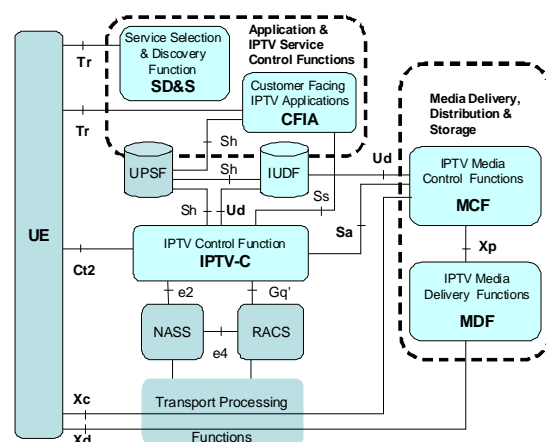 Service Selection
& Discovery
Function
SD&S
Application &
IPTV Service
Control Functions
Tr
Customer Facing
IPTV Applications
CFIA
Media Delivery,
Distribution &
Storage
Tr
Sh
UPSF
Sh
IUDF
Ud
IPTV Media
Control Functions
MCF
Sh
Ud
Ss
Sa
UE
IPTV Control Function
IPTV-C
Xp
Ct2
e2
Gq'
IPTV Media
Delivery Functions
MDF
NASS
RACS
e4
Transport Processing
Functions
Xc
Xd